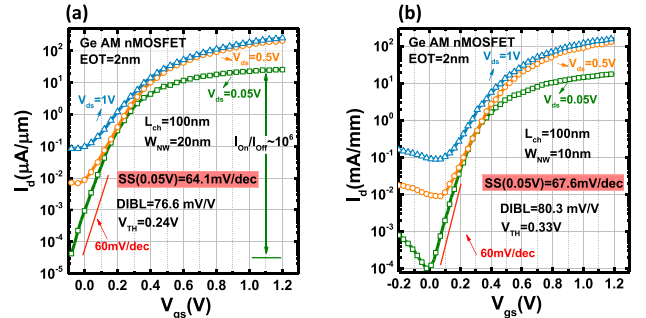 (a)
Ge AM nMOSFET
EOT=2nm
V_ds=0.5V
V_ds=1V
V_ds=0.05V
L_ch=100nm
W_NW=20nm
I_On/I_Off~10^6
SS(0.05V)=64.1mV/dec
DIBL=76.6 mV/V
V_TH=0.24V
60mV/dec
I_d(μA/μm)
10^2
10^1
10^0
10^-1
10^-2
10^-3
10^-4
10^-5
0.0 0.2 0.4 0.6 0.8 1.0 1.2
V_gs(V)
(b)
Ge AM nMOSFET
EOT=2nm
V_ds=1V
V_ds=0.5V
V_ds=0.05V
L_ch=100nm
W_NW=10nm
SS(0.05V)=67.6mV/dec
DIBL=80.3 mV/V
V_TH=0.33V
60mV/dec
I_d(mA/mm)
10^2
10^1
10^0
10^-1
10^-2
10^-3
10^-4
-0.2 0.0 0.2 0.4 0.6 0.8 1.0 1.2
V_gs(V)